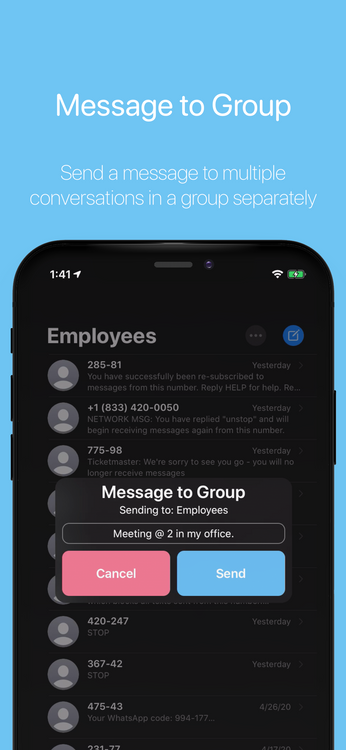 Message to Group
Send a message to multiple
conversations in a group separately
1:41
Employees
285-81 Yesterday
You have successfully been re-subscribed to
messages from this number. Reply HELP for help. Re...
+1 (833) 420-0050 Yesterday
NETWORK MSG: You have replied "unstop" and will
begin receiving messages again from this number.
775-98 Yesterday
Ticketmaster: We're sorry to see you go - you will no
longer receive messages
Message to Group
Sending to: Employees
Meeting @ 2 in my office.
Cancel Send
420-247 Yesterday
STOP
367-42 Yesterday
STOP
475-43 4/26/20
Your WhatsApp code: 994-177...
231-77 4/17/20